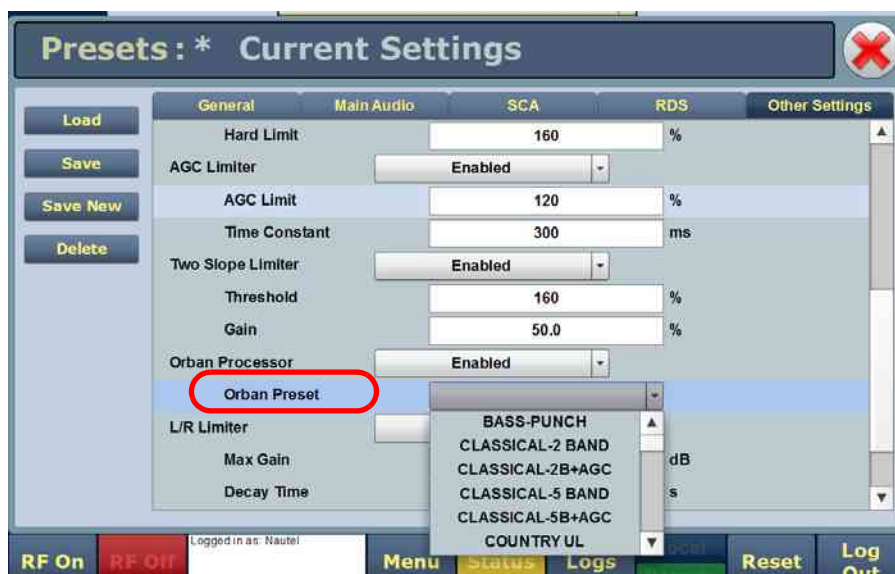 Presets : * Current Settings
Load
Save
Save New
Delete
General Main Audio SCA RDS Other Settings
Hard Limit 160 %
AGC Limiter Enabled
AGC Limit 120 %
Time Constant 300 ms
Two Slope Limiter Enabled
Threshold 160 %
Gain 50.0 %
Orban Processor Enabled
Orban Preset
BASS-PUNCH
CLASSICAL-2 BAND
CLASSICAL-2B+AGC
CLASSICAL-5 BAND
CLASSICAL-5B+AGC
COUNTRY UL
L/R Limiter
Max Gain dB
Decay Time s
RF On RF Off Logged in as: Nautel Menu Status Logs Reset Log Out